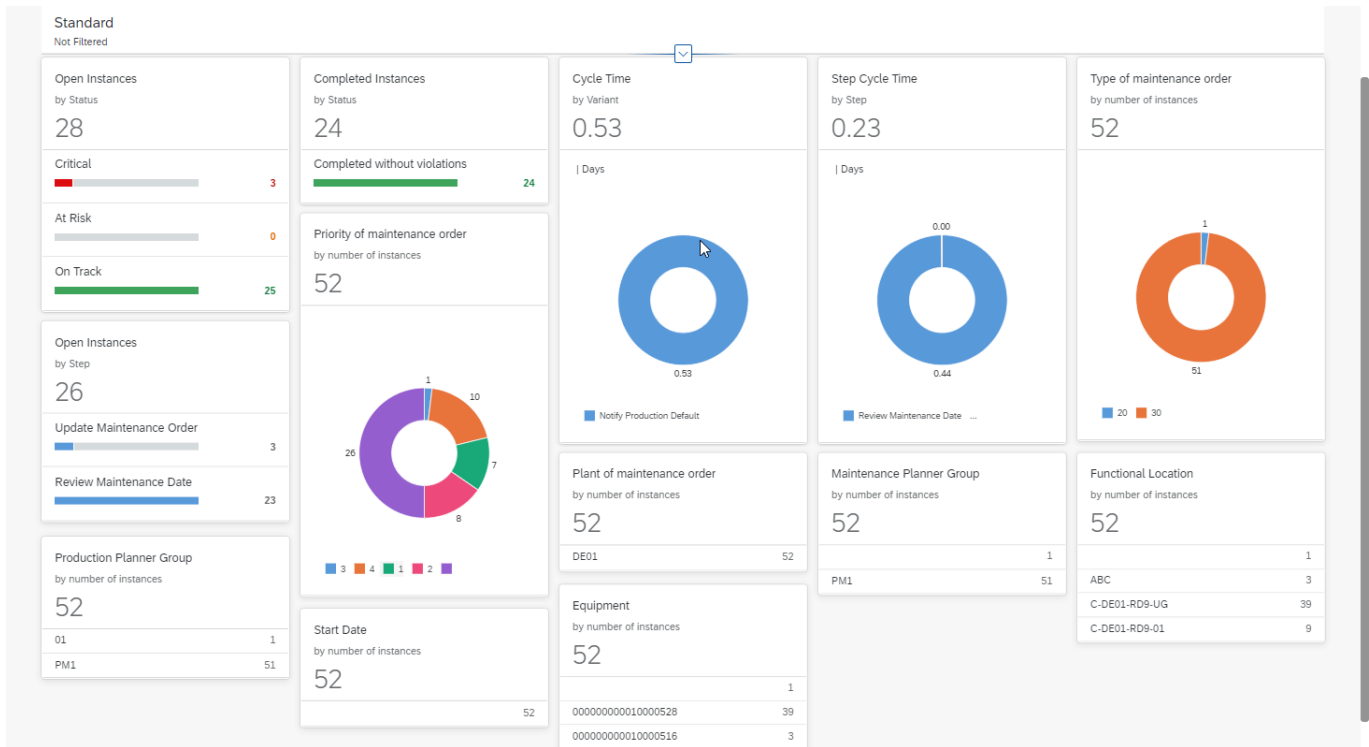 Standard
Not Filtered
Open Instances
by Status
28
Critical
3
At Risk
0
On Track
25
Open Instances
by Step
26
Update Maintenance Order
3
Review Maintenance Date
23
Production Planner Group
by number of instances
52
01 1
PM1 51
Completed Instances
by Status
24
Completed without violations
24
Priority of maintenance order
by number of instances
52
1
10
26
7
8
3 4 1 2
Start Date
by number of instances
52
52
Cycle Time
by Variant
0.53
| Days
0.53
Notify Production Default
Plant of maintenance order
by number of instances
52
DE01 52
Equipment
by number of instances
52
1
000000000010000528 39
000000000010000516 3
Step Cycle Time
by Step
0.23
| Days
0.00
0.44
Review Maintenance Date ...
Maintenance Planner Group
by number of instances
52
1
PM1 51
Type of maintenance order
by number of instances
52
1
51
20 30
Functional Location
by number of instances
52
1
ABC 3
C-DE01-RD9-UG 39
C-DE01-RD9-01 9